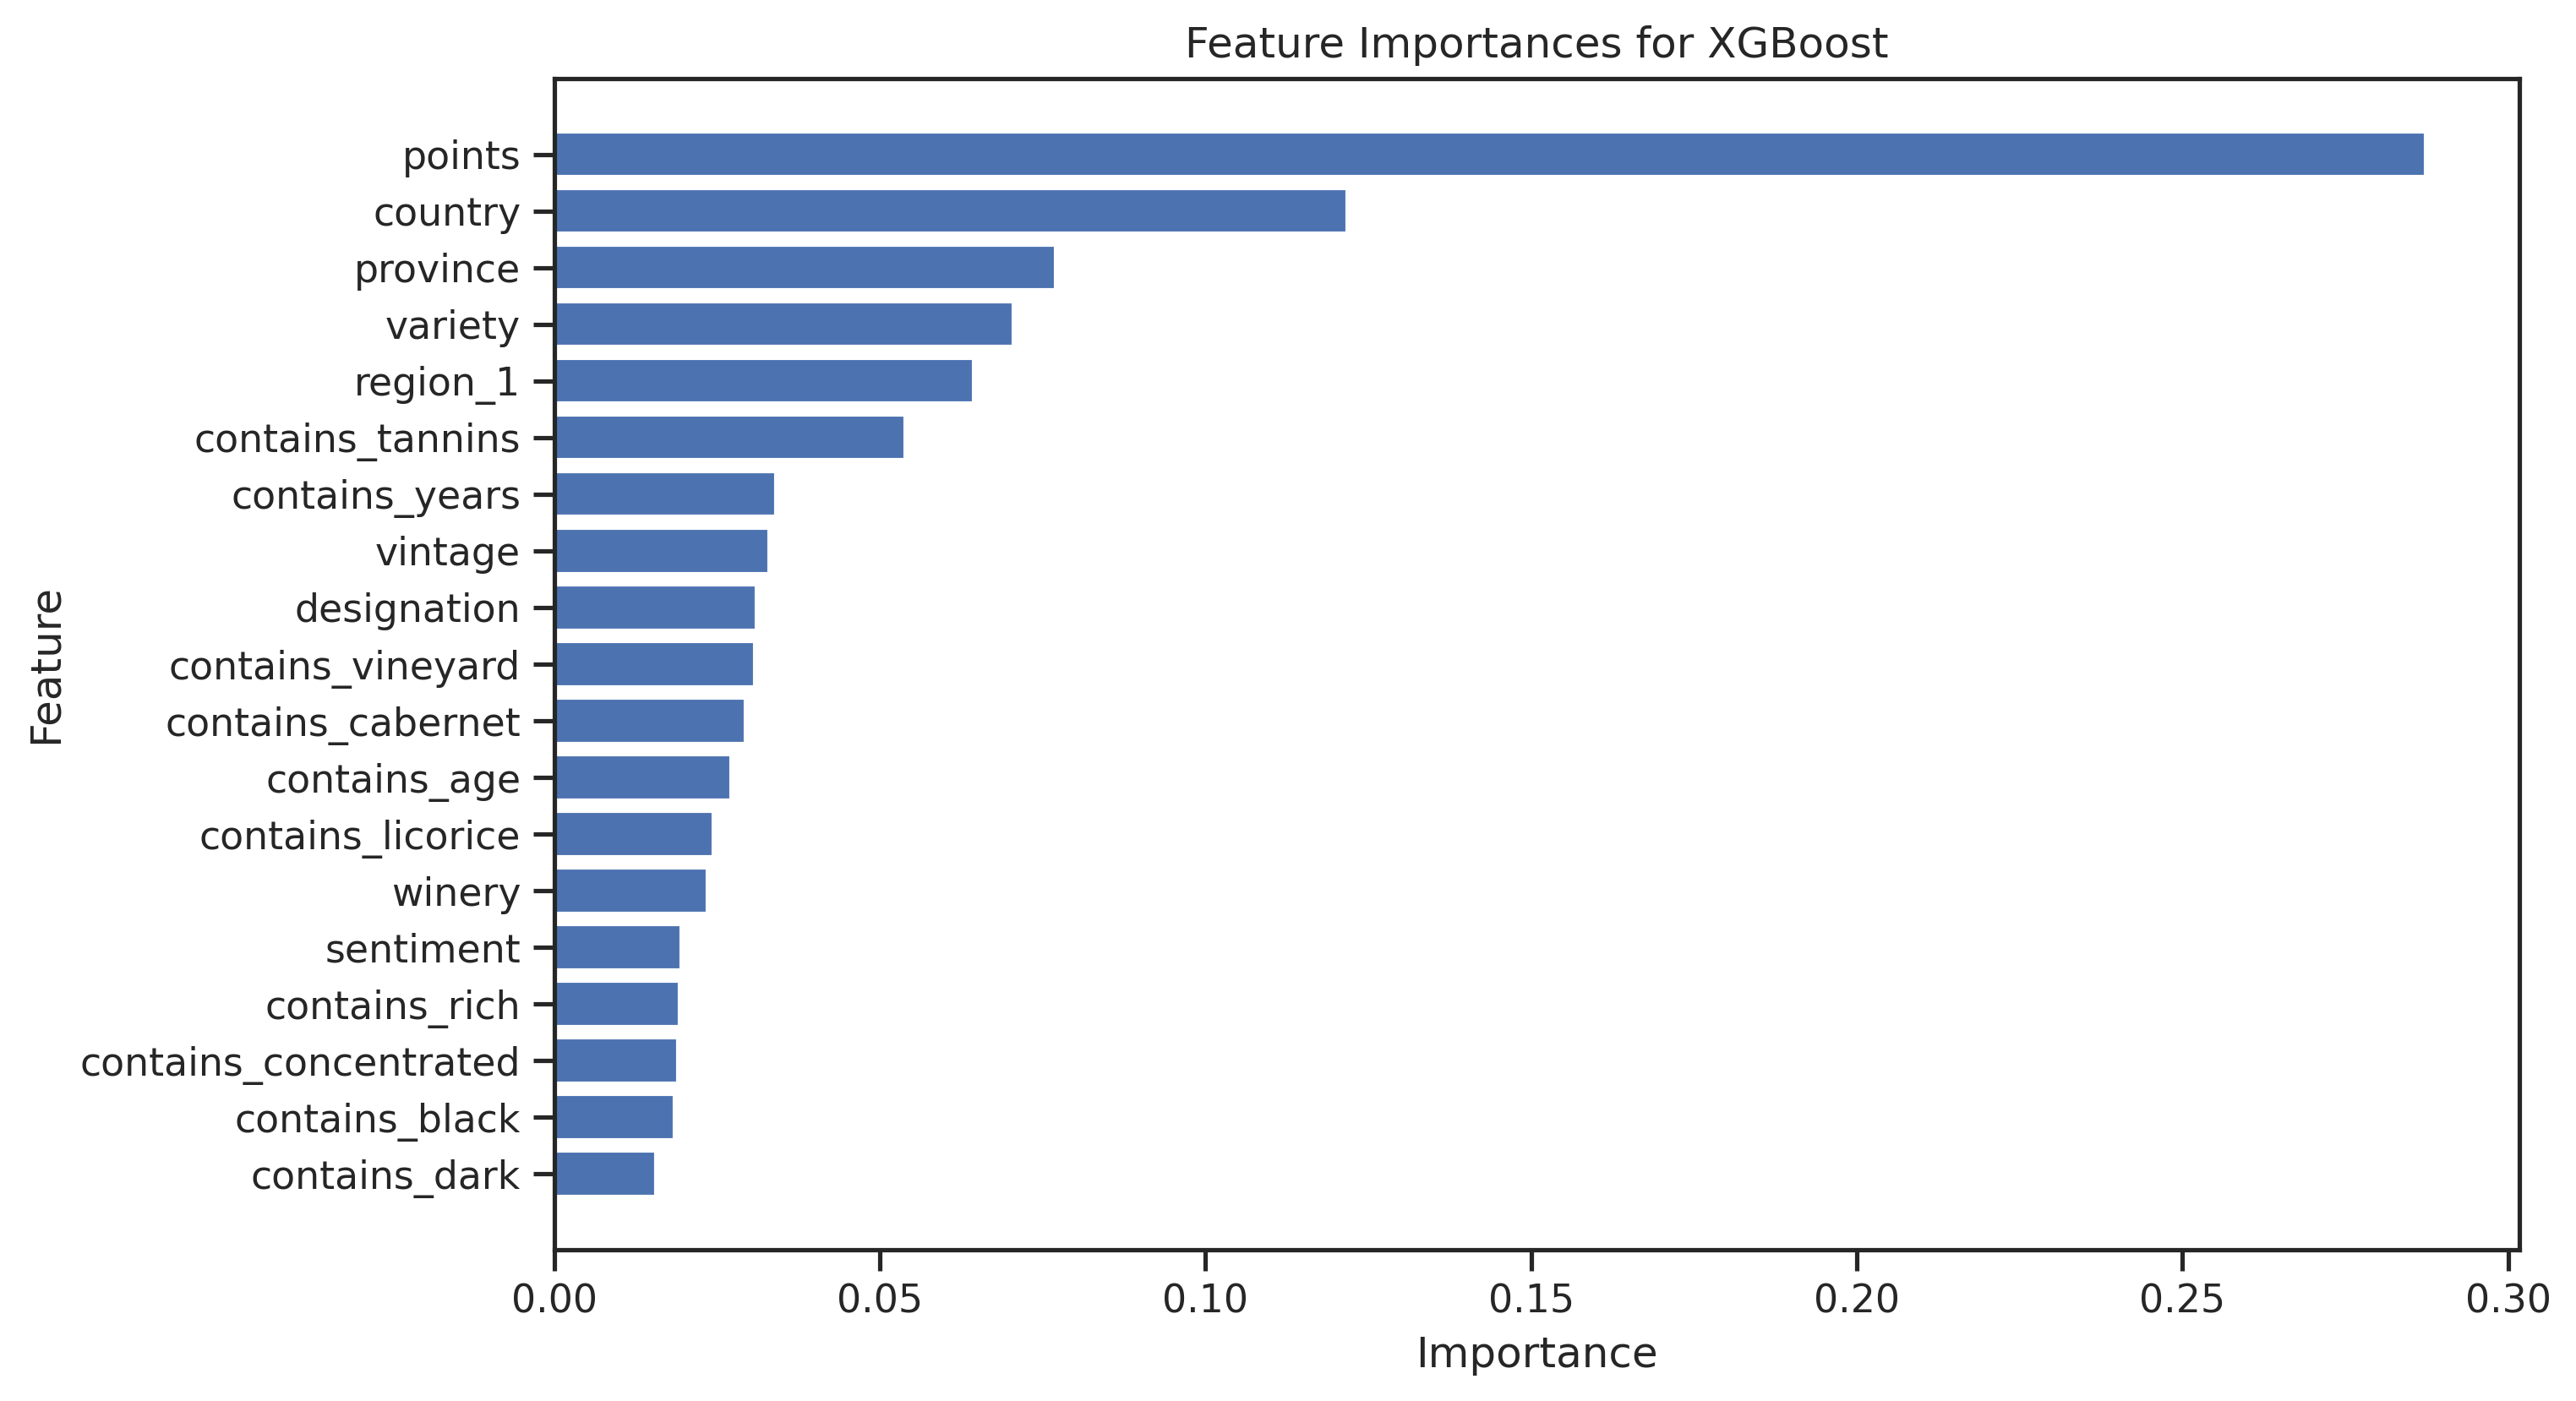 Feature Importances for XGBoost
Feature
points
country
province
variety
region_1
contains_tannins
contains_years
vintage
designation
contains_vineyard
contains_cabernet
contains_age
contains_licorice
winery
sentiment
contains_rich
contains_concentrated
contains_black
contains_dark
0.00 0.05 0.10 0.15 0.20 0.25 0.30
Importance